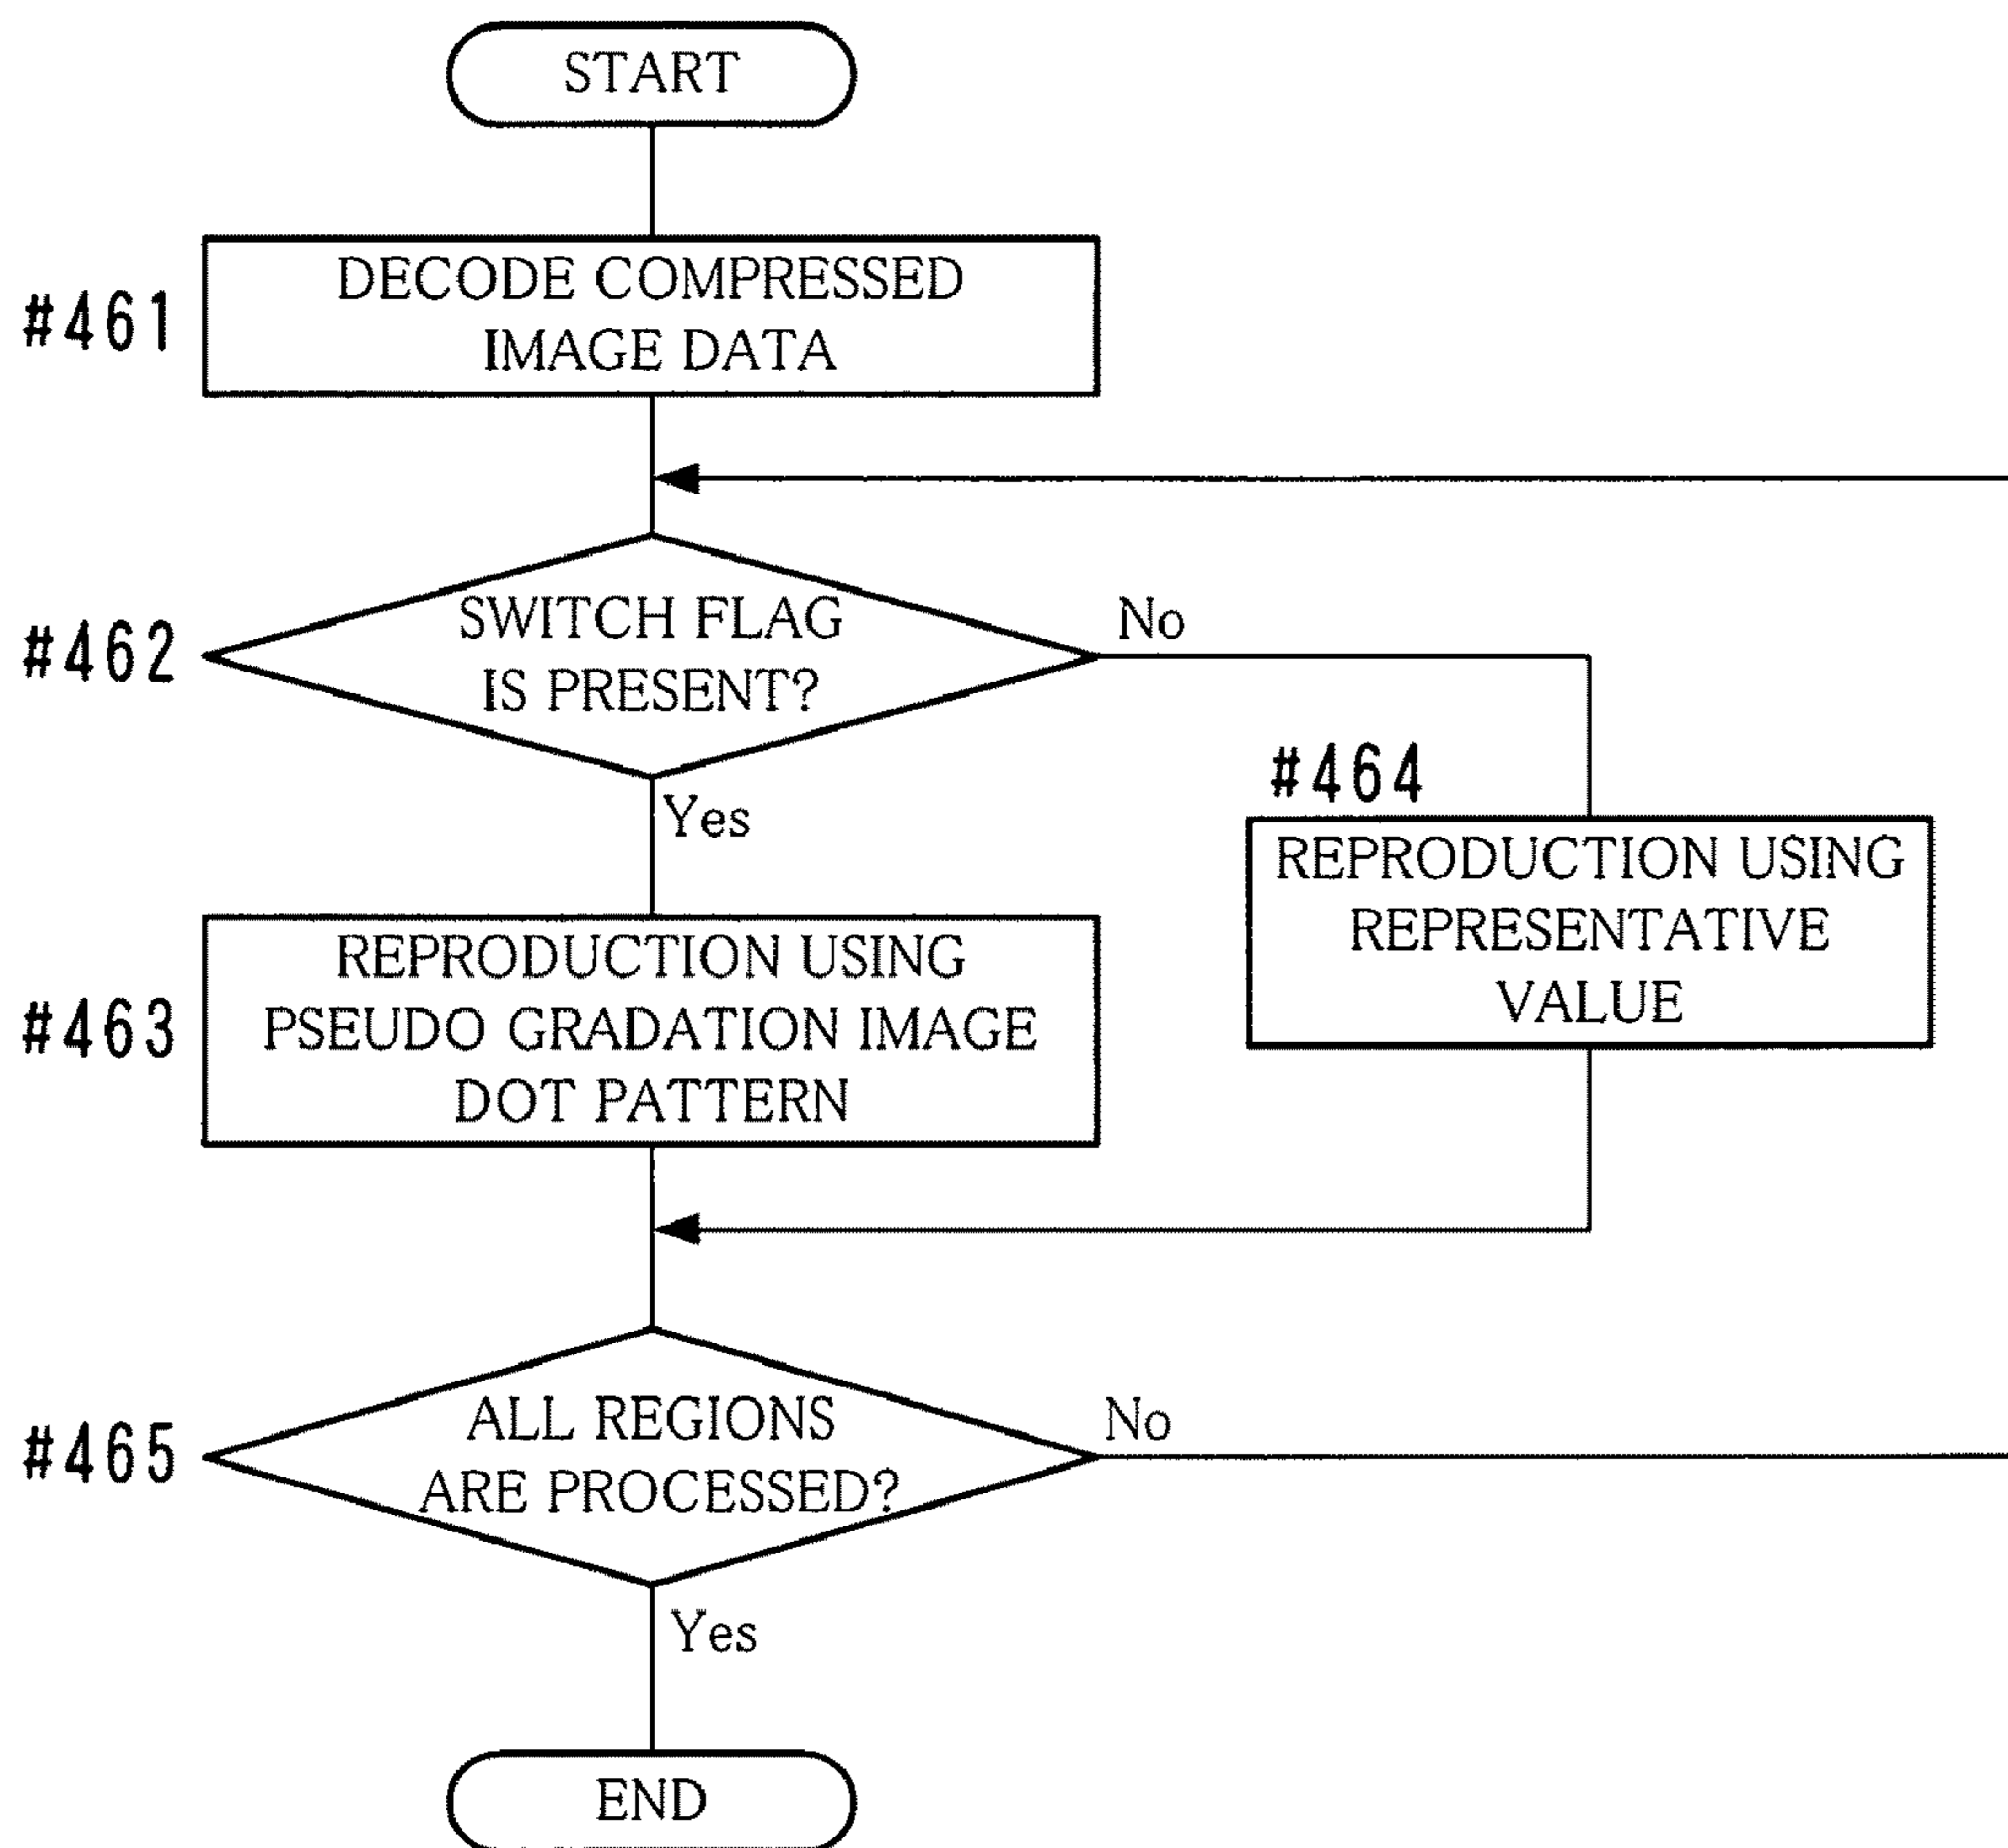 START
#461
DECODE COMPRESSED
IMAGE DATA
#462
SWITCH FLAG
IS PRESENT?
No
Yes
#464
REPRODUCTION USING
REPRESENTATIVE
VALUE
#463
REPRODUCTION USING
PSEUDO GRADATION IMAGE
DOT PATTERN
#465
ALL REGIONS
ARE PROCESSED?
No
Yes
END